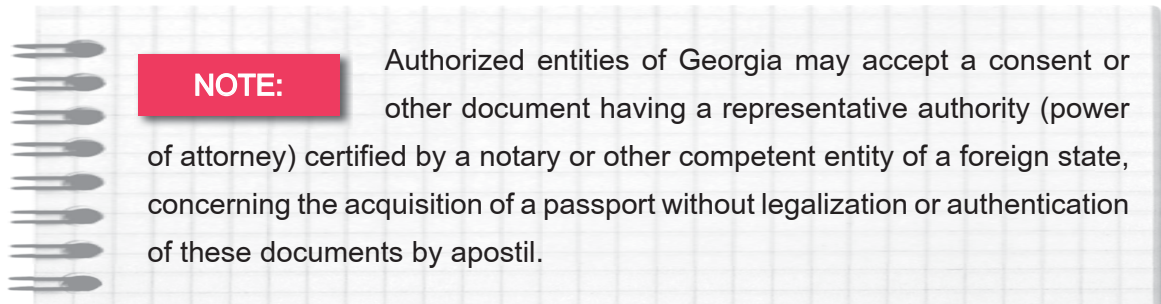 NOTE:
Authorized entities of Georgia may accept a consent or
other document having a representative authority (power
of attorney) certified by a notary or other competent entity of a foreign state,
concerning the acquisition of a passport without legalization or authentication
of these documents by apostil.